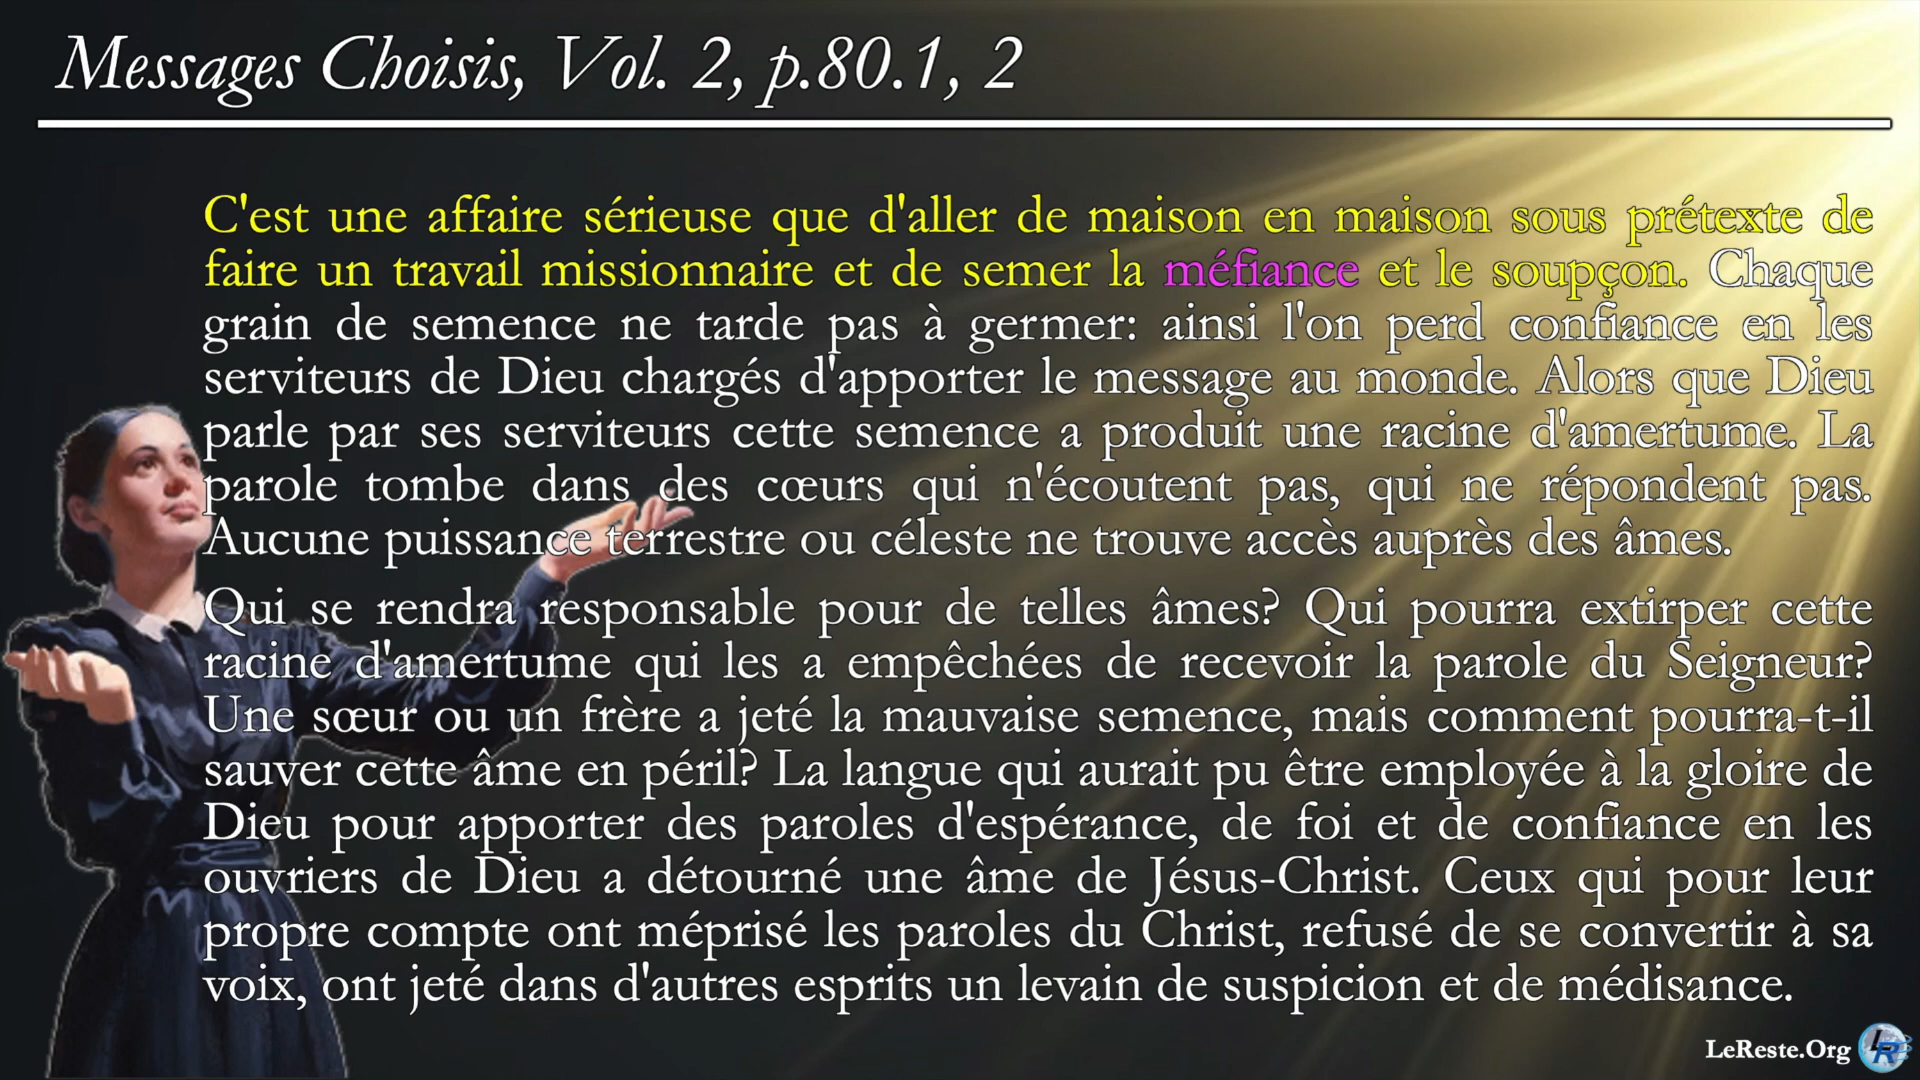 Messages Choisis, Vol. 2, p.80.1, 2
C'est une affaire sérieuse que d'aller de maison en maison sous prétexte de
faire un travail missionnaire et de semer la méfiance et le soupçon. Chaque
grain de semence ne tarde pas à germer: ainsi l'on perd confiance en les
serviteurs de Dieu chargés d'apporter le message au monde. Alors que Dieu
parle par ses serviteurs cette semence a produit une racine d'amertume. La
parole tombe dans des cœurs qui n'écoutent pas, qui ne répondent pas.
Aucune puissance terrestre ou céleste ne trouve accès auprès des âmes.
Qui se rendra responsable pour de telles âmes? Qui pourra extirper cette
racine d'amertume qui les a empêchées de recevoir la parole du Seigneur?
Une sœur ou un frère a jeté la mauvaise semence, mais comment pourra-t-il
sauver cette âme en péril? La langue qui aurait pu être employée à la gloire de
Dieu pour apporter des paroles d'espérance, de foi et de confiance en les
ouvriers de Dieu a détourné une âme de Jésus-Christ. Ceux qui pour leur
propre compte ont méprisé les paroles du Christ, refusé de se convertir à sa
voix, ont jeté dans d'autres esprits un levain de suspicion et de médisance.
LeReste.Org LR